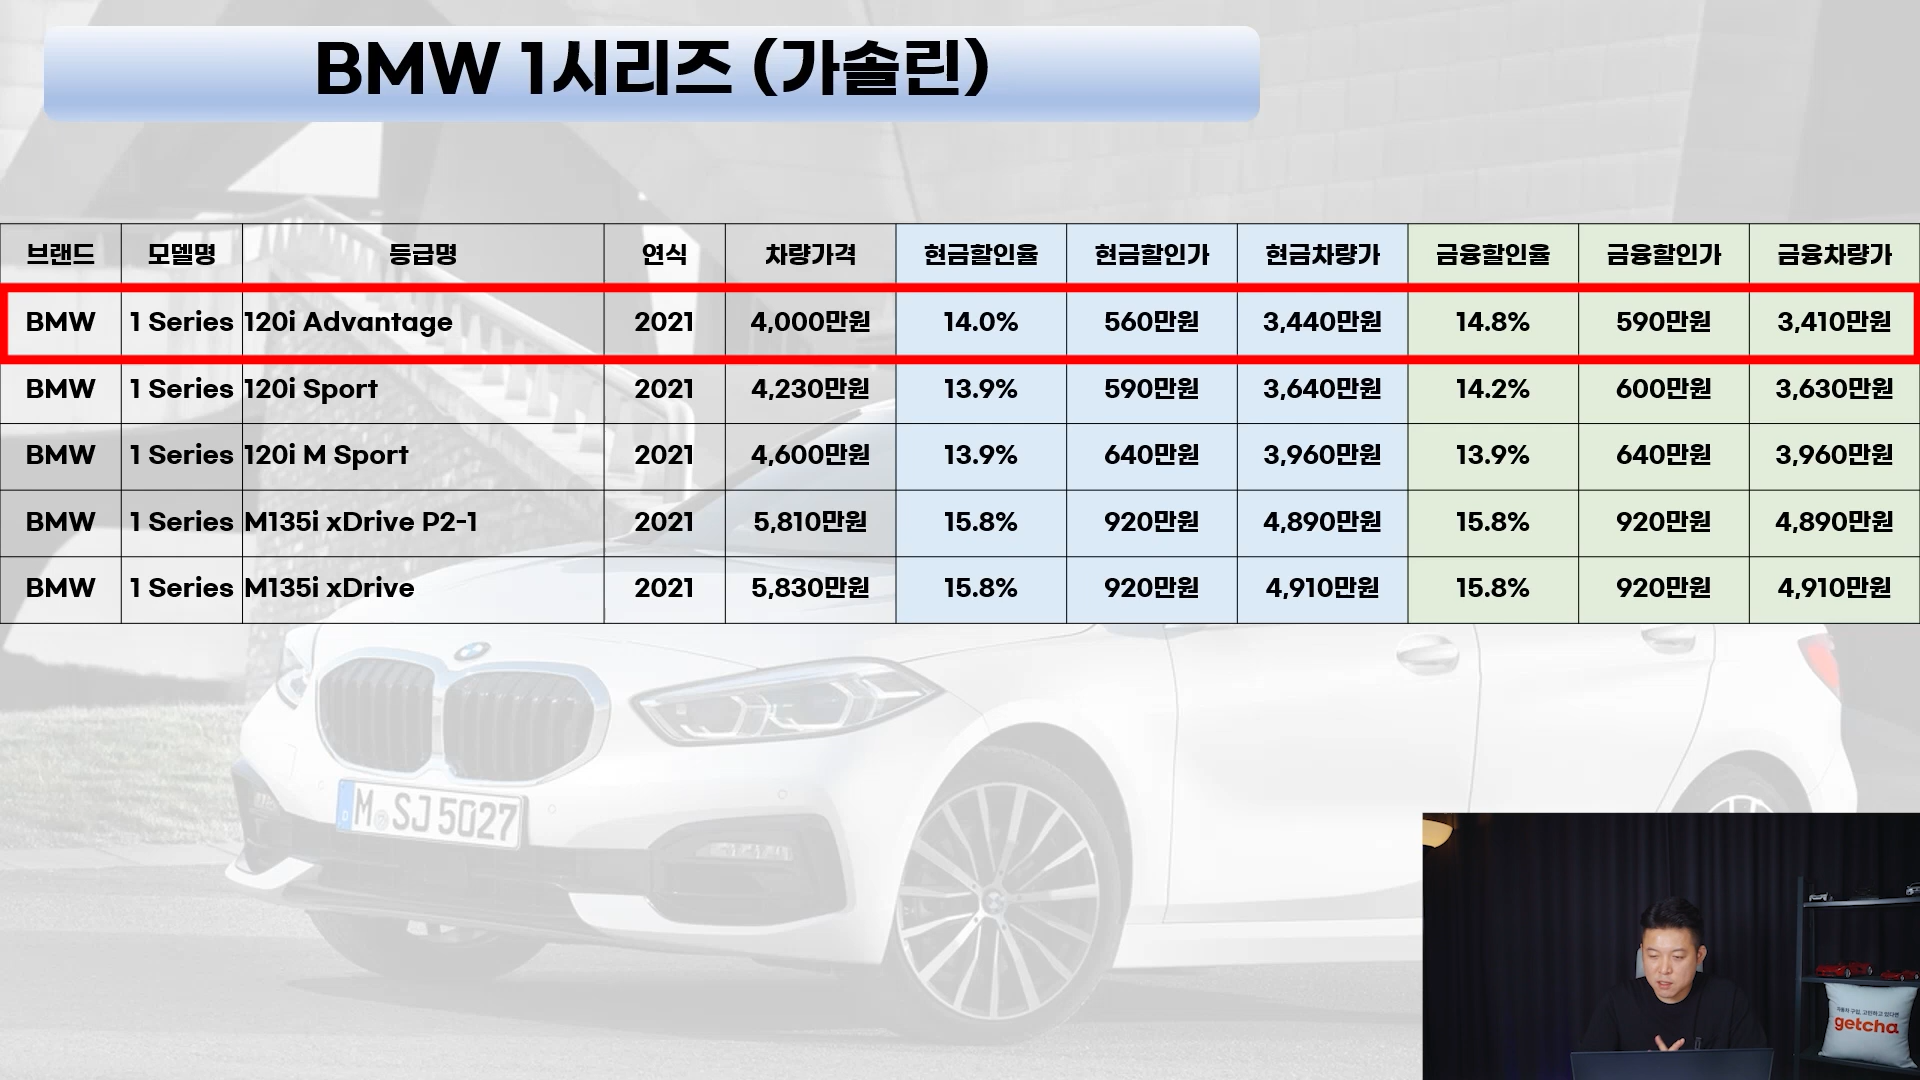 BMW 1시리즈 (가솔린)
브랜드 모델명 등급명 연식 차량가격 현금할인율 현금할인가 현금차량가 금융할인율 금융할인가 금융차량가
BMW 1 Series 120i Advantage 2021 4,000만원 14.0% 560만원 3,440만원 14.8% 590만원 3,410만원
BMW 1 Series 120i Sport 2021 4,230만원 13.9% 590만원 3,640만원 14.2% 600만원 3,630만원
BMW 1 Series 120i M Sport 2021 4,600만원 13.9% 640만원 3,960만원 13.9% 640만원 3,960만원
BMW 1 Series M135i xDrive P2-1 2021 5,810만원 15.8% 920만원 4,890만원 15.8% 920만원 4,890만원
BMW 1 Series M135i xDrive 2021 5,830만원 15.8% 920만원 4,910만원 15.8% 920만원 4,910만원
M SJ 5027
자동차 구입, 고민하고 있다면
getcha